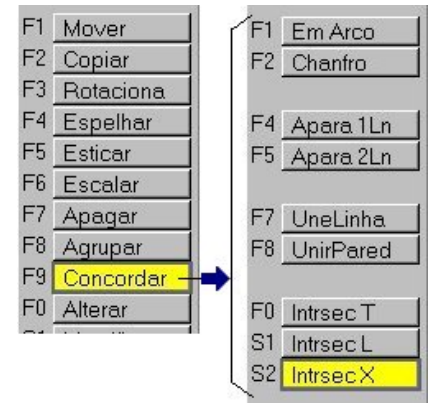 F1 Mover
F2 Copiar
F3 Rotaciona
F4 Espelhar
F5 Esticar
F6 Escalar
F7 Apagar
F8 Agrupar
F9 Concordar
F0 Alterar
F1 Em Arco
F2 Chanfro
F4 Apara 1Ln
F5 Apara 2Ln
F7 UneLinha
F8 UnirPared
F0 Intrsec T
S1 Intrsec L
S2 Intrsec X